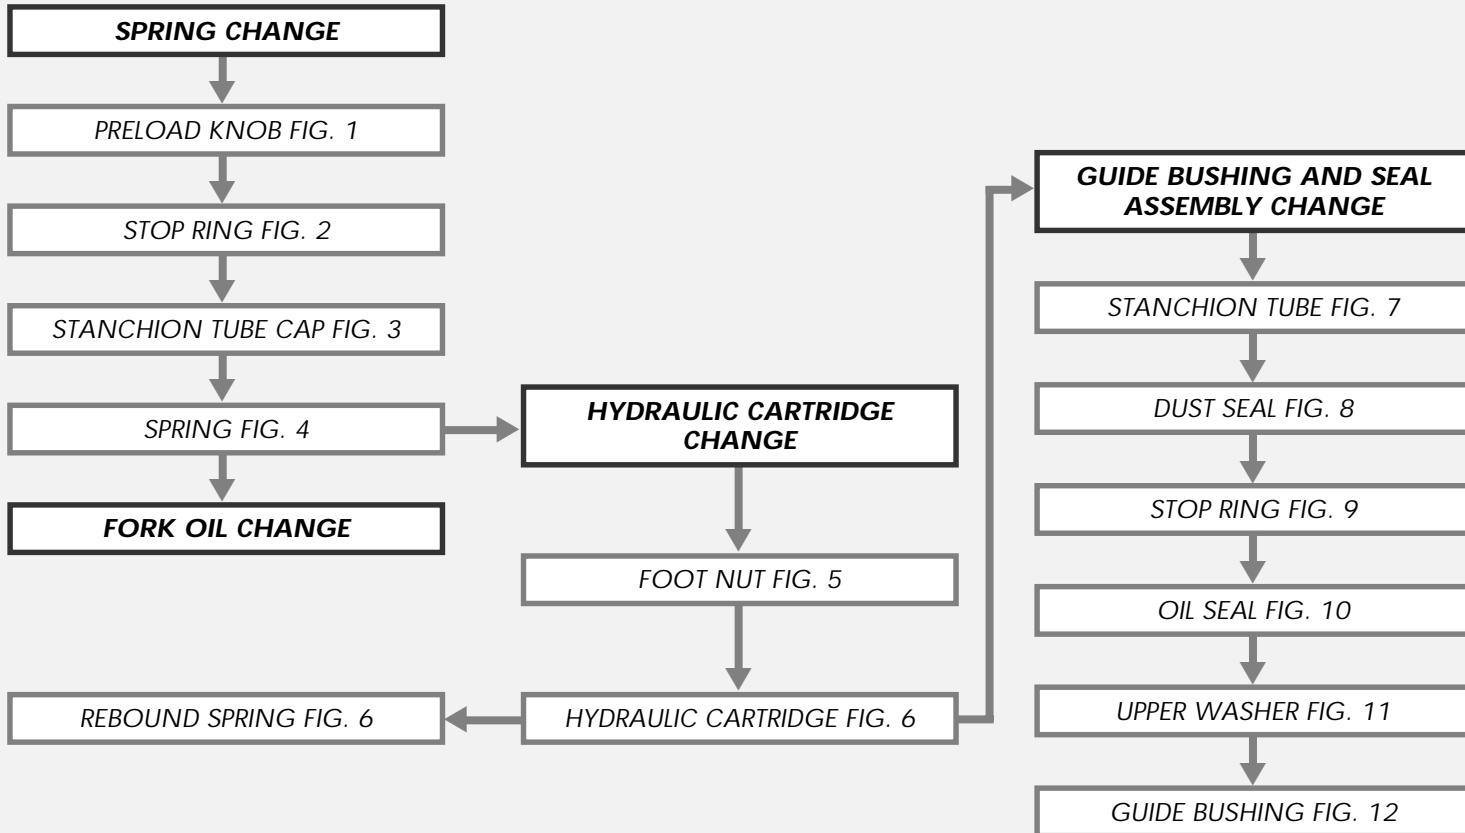 SPRING CHANGE
PRELOAD KNOB FIG. 1
STOP RING FIG. 2
STANCHION TUBE CAP FIG. 3
SPRING FIG. 4
FORK OIL CHANGE
HYDRAULIC CARTRIDGE
CHANGE
FOOT NUT FIG. 5
HYDRAULIC CARTRIDGE FIG. 6
REBOUND SPRING FIG. 6
GUIDE BUSHING AND SEAL
ASSEMBLY CHANGE
STANCHION TUBE FIG. 7
DUST SEAL FIG. 8
STOP RING FIG. 9
OIL SEAL FIG. 10
UPPER WASHER FIG. 11
GUIDE BUSHING FIG. 12